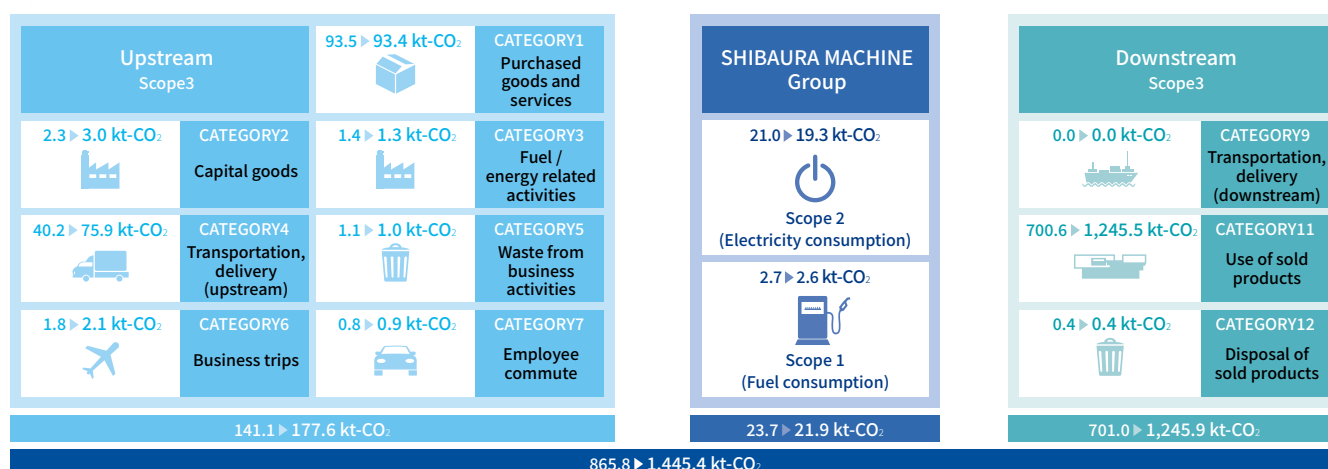 Upstream
Scope3
93.5 ▶ 93.4 kt-CO₂
CATEGORY1
Purchased
goods and
services
2.3 ▶ 3.0 kt-CO₂
CATEGORY2
Capital goods
1.4 ▶ 1.3 kt-CO₂
CATEGORY3
Fuel /
energy related
activities
40.2 ▶ 75.9 kt-CO₂
CATEGORY4
Transportation,
delivery
(upstream)
1.1 ▶ 1.0 kt-CO₂
CATEGORY5
Waste from
business
activities
1.8 ▶ 2.1 kt-CO₂
CATEGORY6
Business trips
0.8 ▶ 0.9 kt-CO₂
CATEGORY7
Employee
commute
141.1 ▶ 177.6 kt-CO₂
SHIBAURA MACHINE
Group
21.0 ▶ 19.3 kt-CO₂
Scope 2
(Electricity consumption)
2.7 ▶ 2.6 kt-CO₂
Scope 1
(Fuel consumption)
23.7 ▶ 21.9 kt-CO₂
Downstream
Scope3
0.0 ▶ 0.0 kt-CO₂
CATEGORY9
Transportation,
delivery
(downstream)
700.6 ▶ 1,245.5 kt-CO₂
CATEGORY11
Use of sold
products
0.4 ▶ 0.4 kt-CO₂
CATEGORY12
Disposal of
sold products
701.0 ▶ 1,245.9 kt-CO₂
865.8 ▶ 1,445.4 kt-CO₂